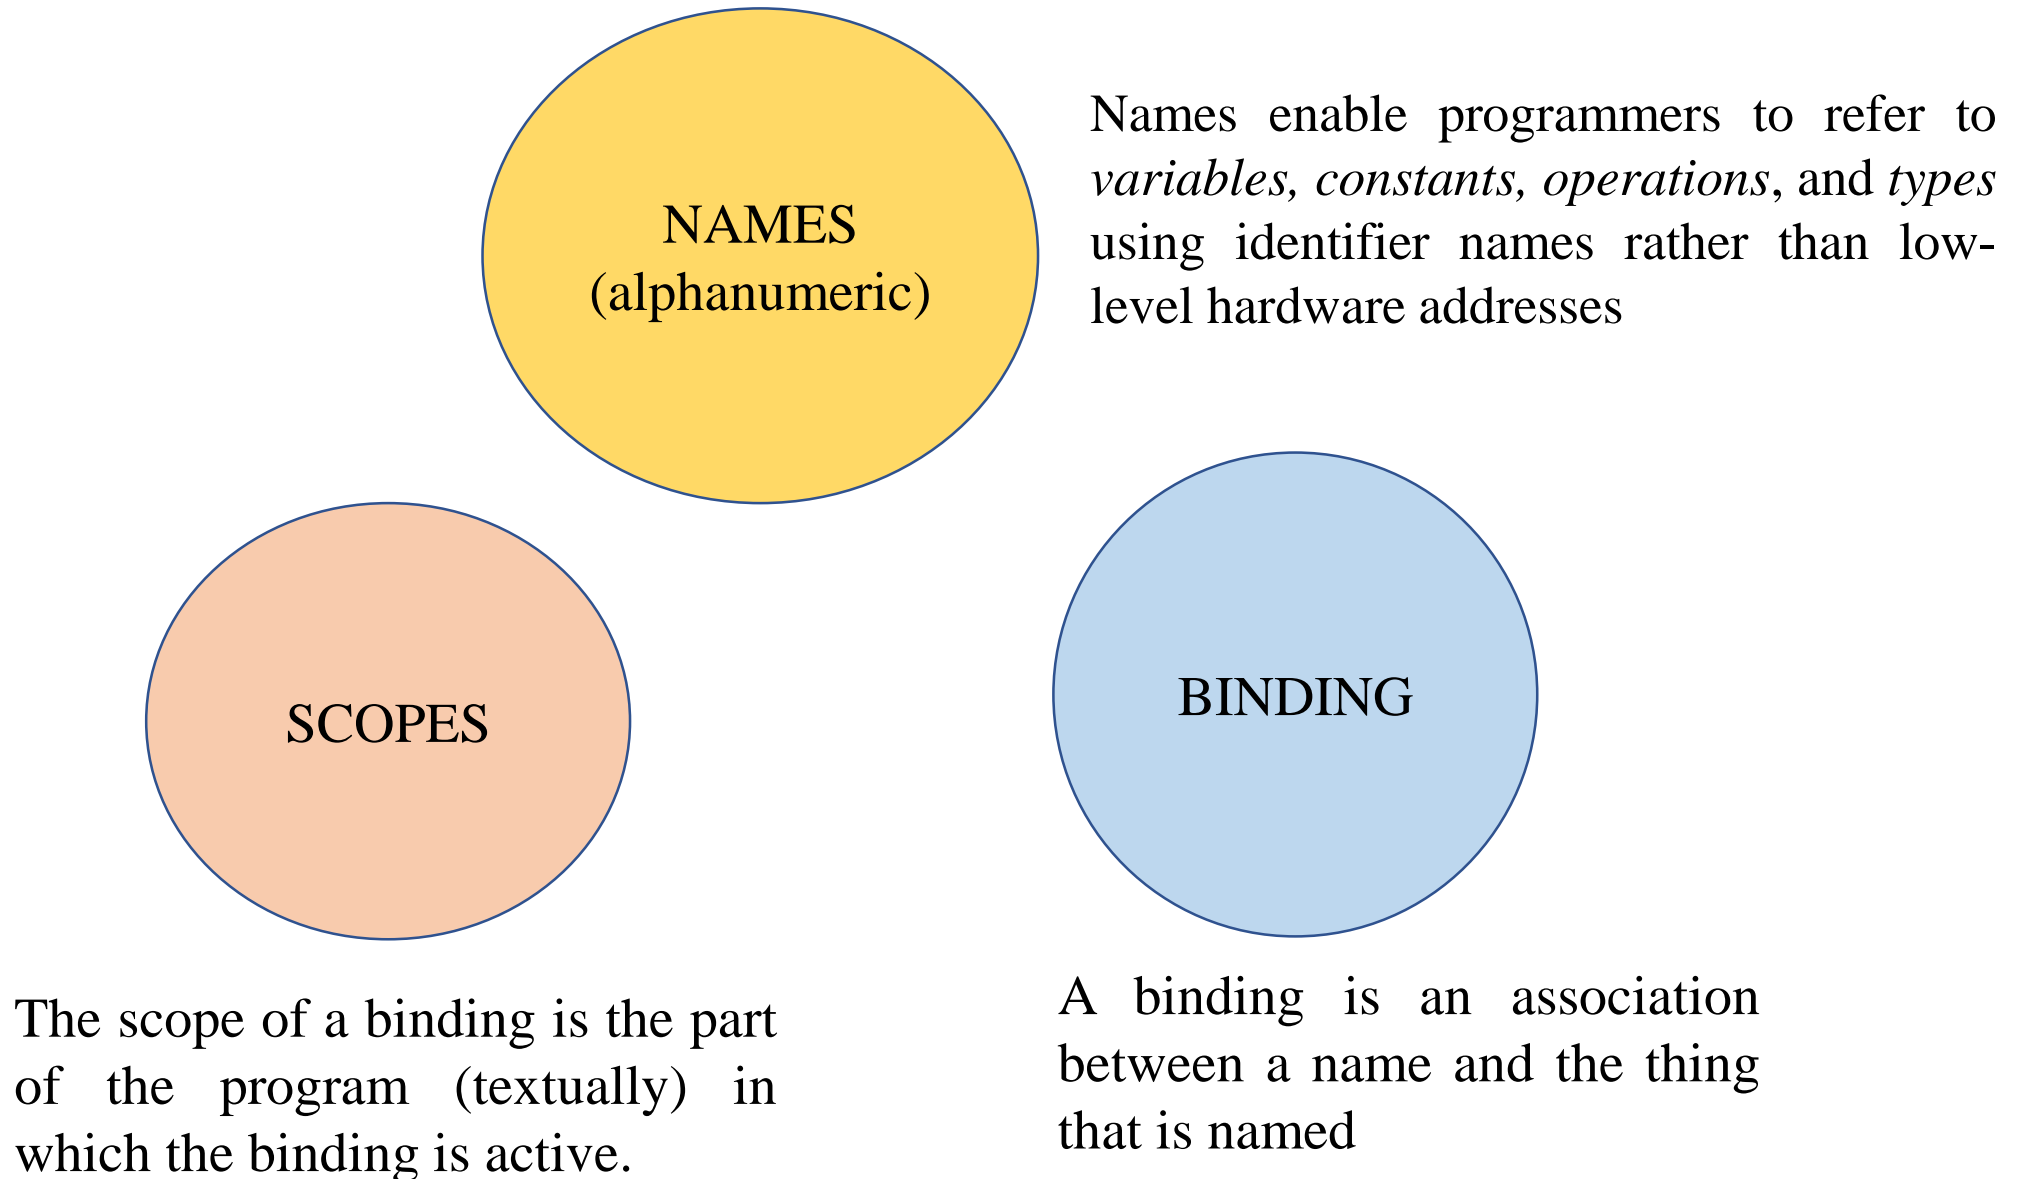 NAMES
(alphanumeric)
Names enable programmers to refer to
variables, constants, operations, and types
using identifier names rather than low-
level hardware addresses
SCOPES
BINDING
The scope of a binding is the part
of the program (textually) in
which the binding is active.
A binding is an association
between a name and the thing
that is named